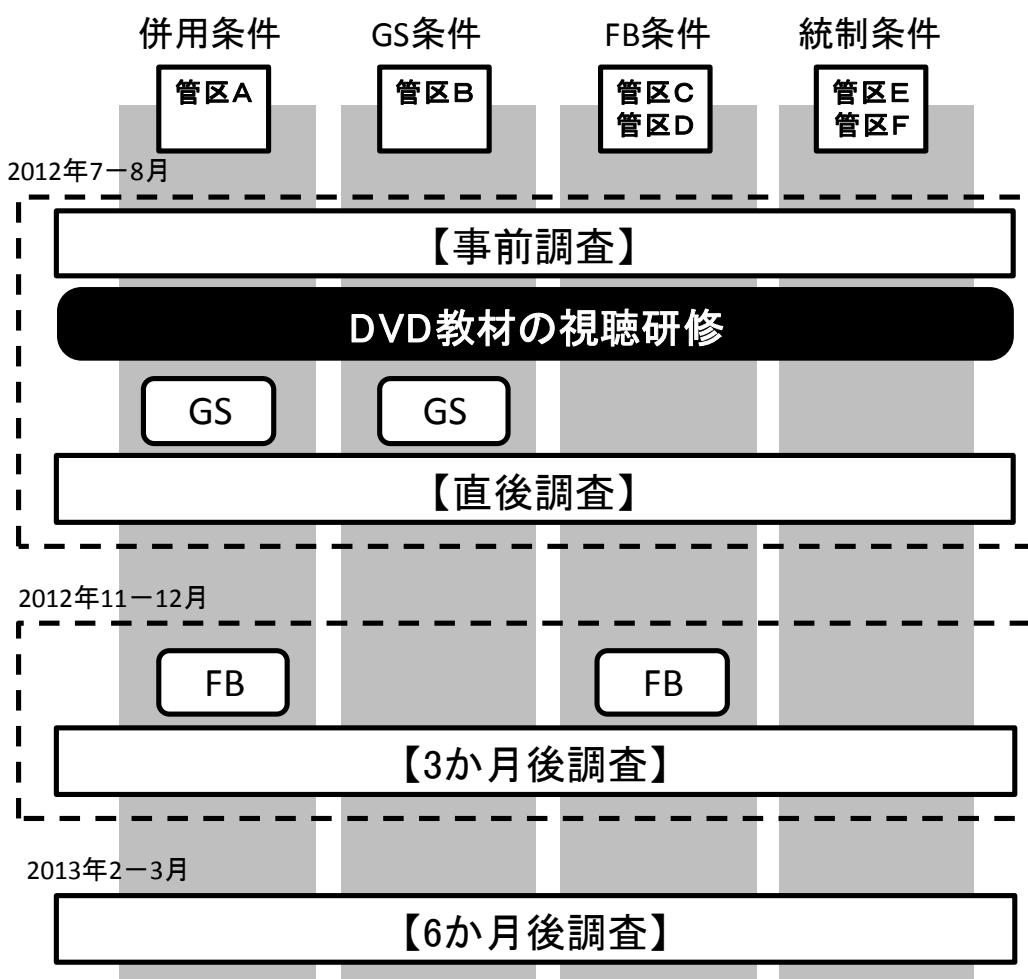 併用条件 GS条件 FB条件 統制条件
管区A 管区B 管区C 管区E
管区D 管区F
2012年7－8月
【事前調査】
DVD教材の視聴研修
GS GS
【直後調査】
2012年11－12月
FB FB
【3か月後調査】
2013年2－3月
【6か月後調査】